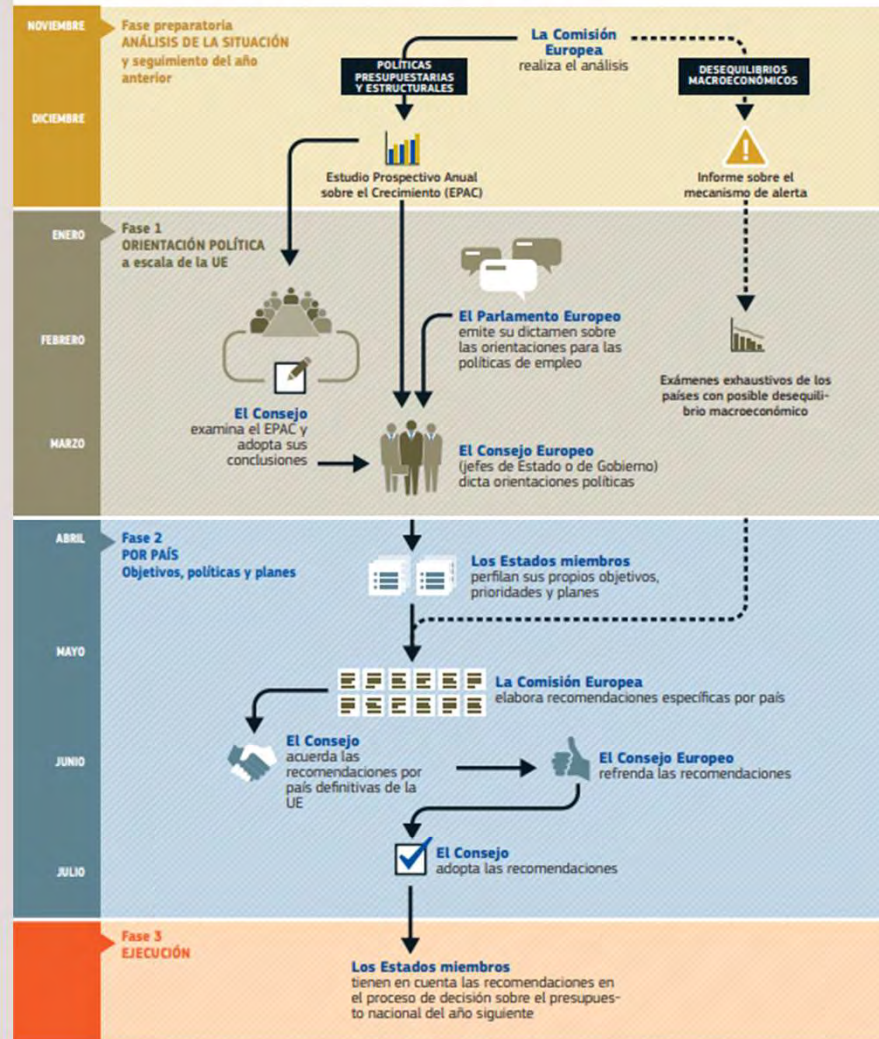 NOVIEMBRE
Fase preparatoria
ANÁLISIS DE LA SITUACIÓN
y seguimiento del año
anterior
La Comisión
Europea
realiza el análisis
POLÍTICAS
PRESUPUESTARIAS
Y ESTRUCTURALES
DESEQUILIBRIOS
MACROECONÓMICOS
DICIEMBRE
Estudio Prospectivo Anual
sobre el Crecimiento (EPAC)
Informe sobre el
mecanismo de alerta
ENERO
Fase 1
ORIENTACIÓN POLÍTICA
a escala de la UE
FEBRERO
El Parlamento Europeo
emite su dictamen sobre
las orientaciones para las
políticas de empleo
Exámenes exhaustivos de los
países con posible desequili-
brio macroeconómico
MARZO
El Consejo
examina el EPAC y
adopta sus
conclusiones
El Consejo Europeo
(jefes de Estado o de Gobierno)
dicta orientaciones políticas
ABRIL
Fase 2
POR PAÍS
Objetivos, políticas y planes
Los Estados miembros
perfilan sus propios objetivos,
prioridades y planes
MAYO
La Comisión Europea
elabora recomendaciones específicas por país
JUNIO
El Consejo
acuerda las
recomendaciones por
país definitivas de la
UE
El Consejo Europeo
refrenda las recomendaciones
JULIO
El Consejo
adopta las recomendaciones
Fase 3
EJECUCIÓN
Los Estados miembros
tienen en cuenta las recomendaciones en
el proceso de decisión sobre el presupues-
to nacional del año siguiente